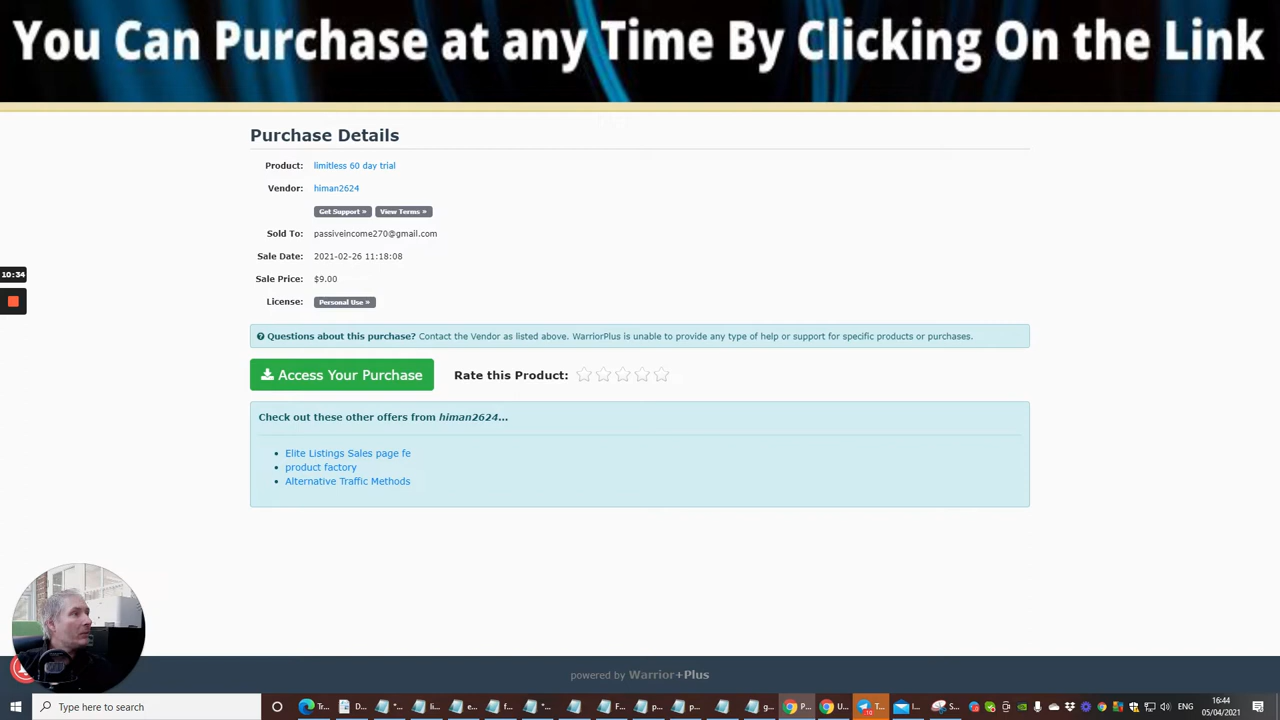 You Can Purchase at any Time By Clicking On the Link
Purchase Details
Product: limitless 60 day trial
Vendor: himan2624
Get Support » View Terms »
Sold To: passiveincome270@gmail.com
Sale Date: 2021-02-26 11:18:08
10:34
Sale Price: $9.00
License: Personal Use »
Questions about this purchase? Contact the Vendor as listed above. WarriorPlus is unable to provide any type of help or support for specific products or purchases.
Access Your Purchase Rate this Product:
Check out these other offers from himan2624...
Elite Listings Sales page fe
product factory
Alternative Traffic Methods
powered by Warrior+Plus
Type here to search Tr... D... li... e... F... p... p... g... P... U... T... In... S... ENG 16:44
05/04/2021